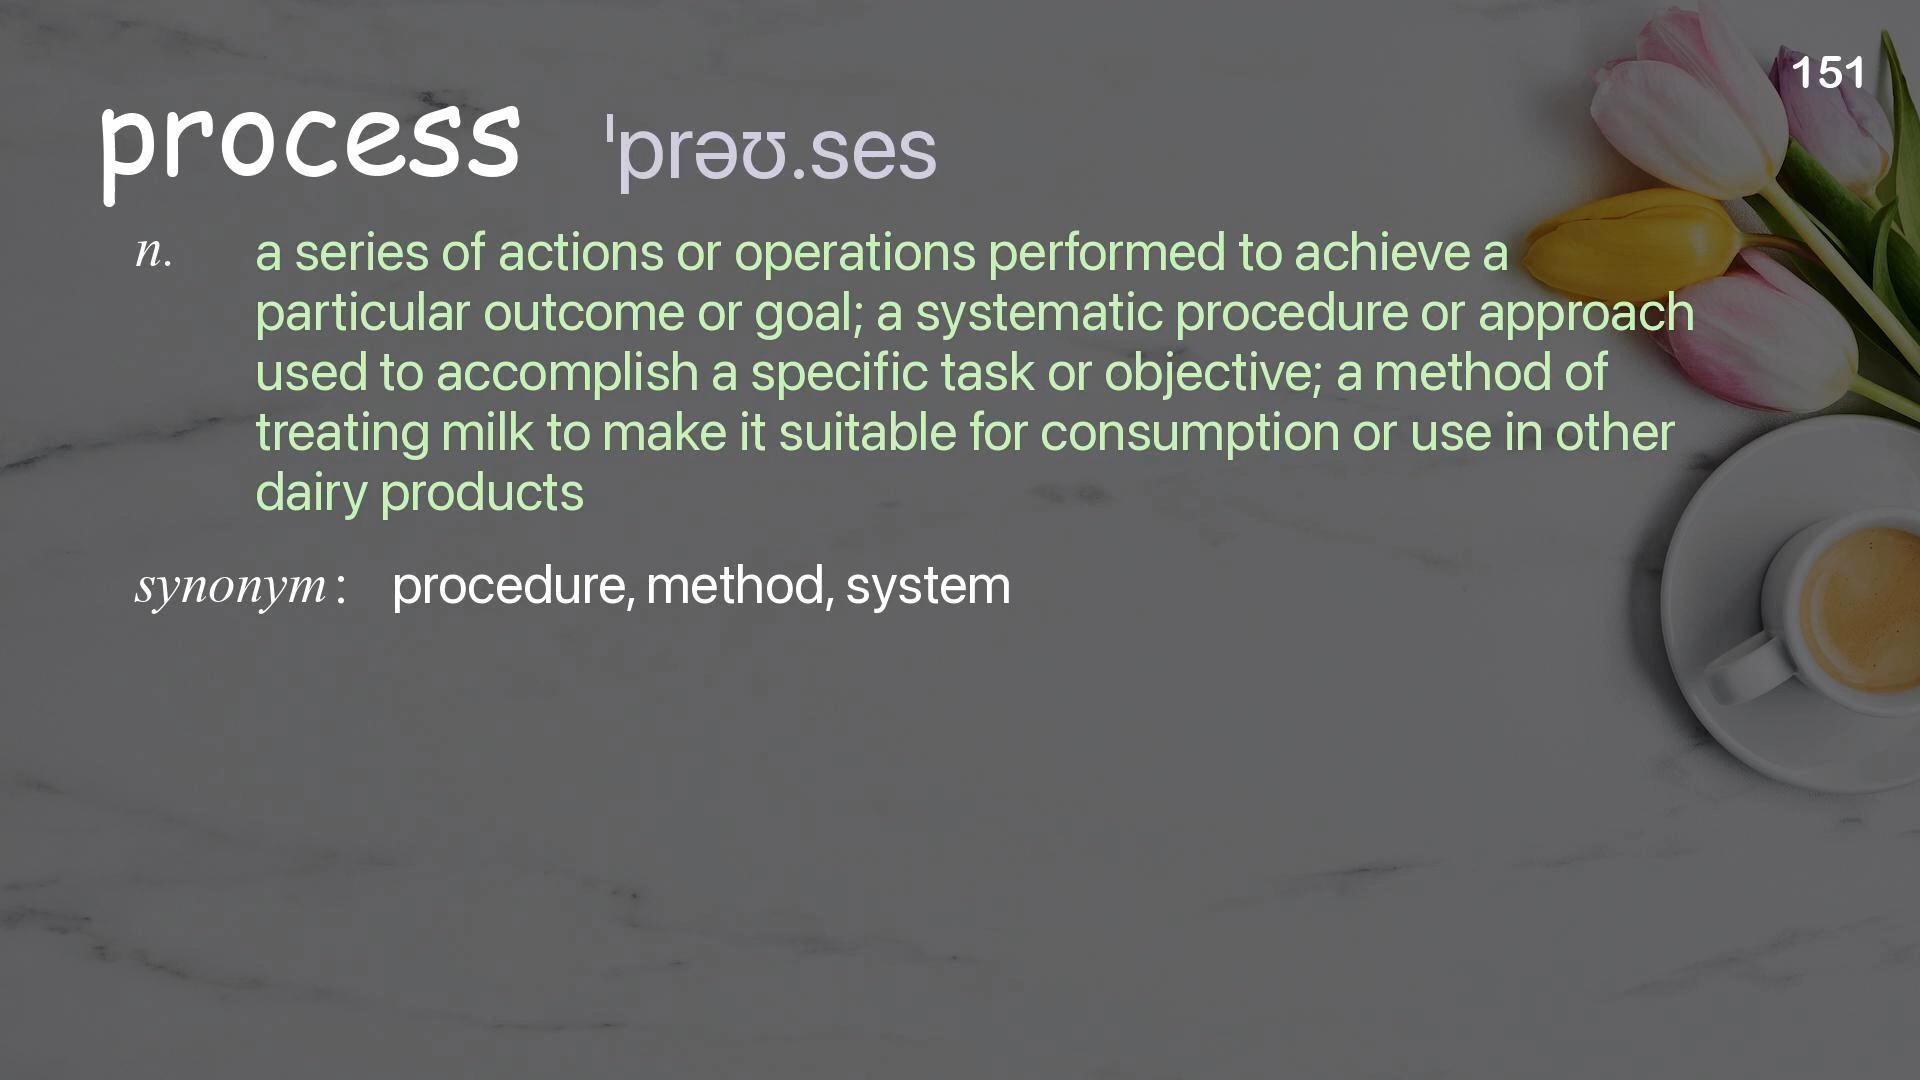 151
process ˈprəʊ.ses
n. a series of actions or operations performed to achieve a
particular outcome or goal; a systematic procedure or approach
used to accomplish a specific task or objective; a method of
treating milk to make it suitable for consumption or use in other
dairy products
synonym : procedure, method, system